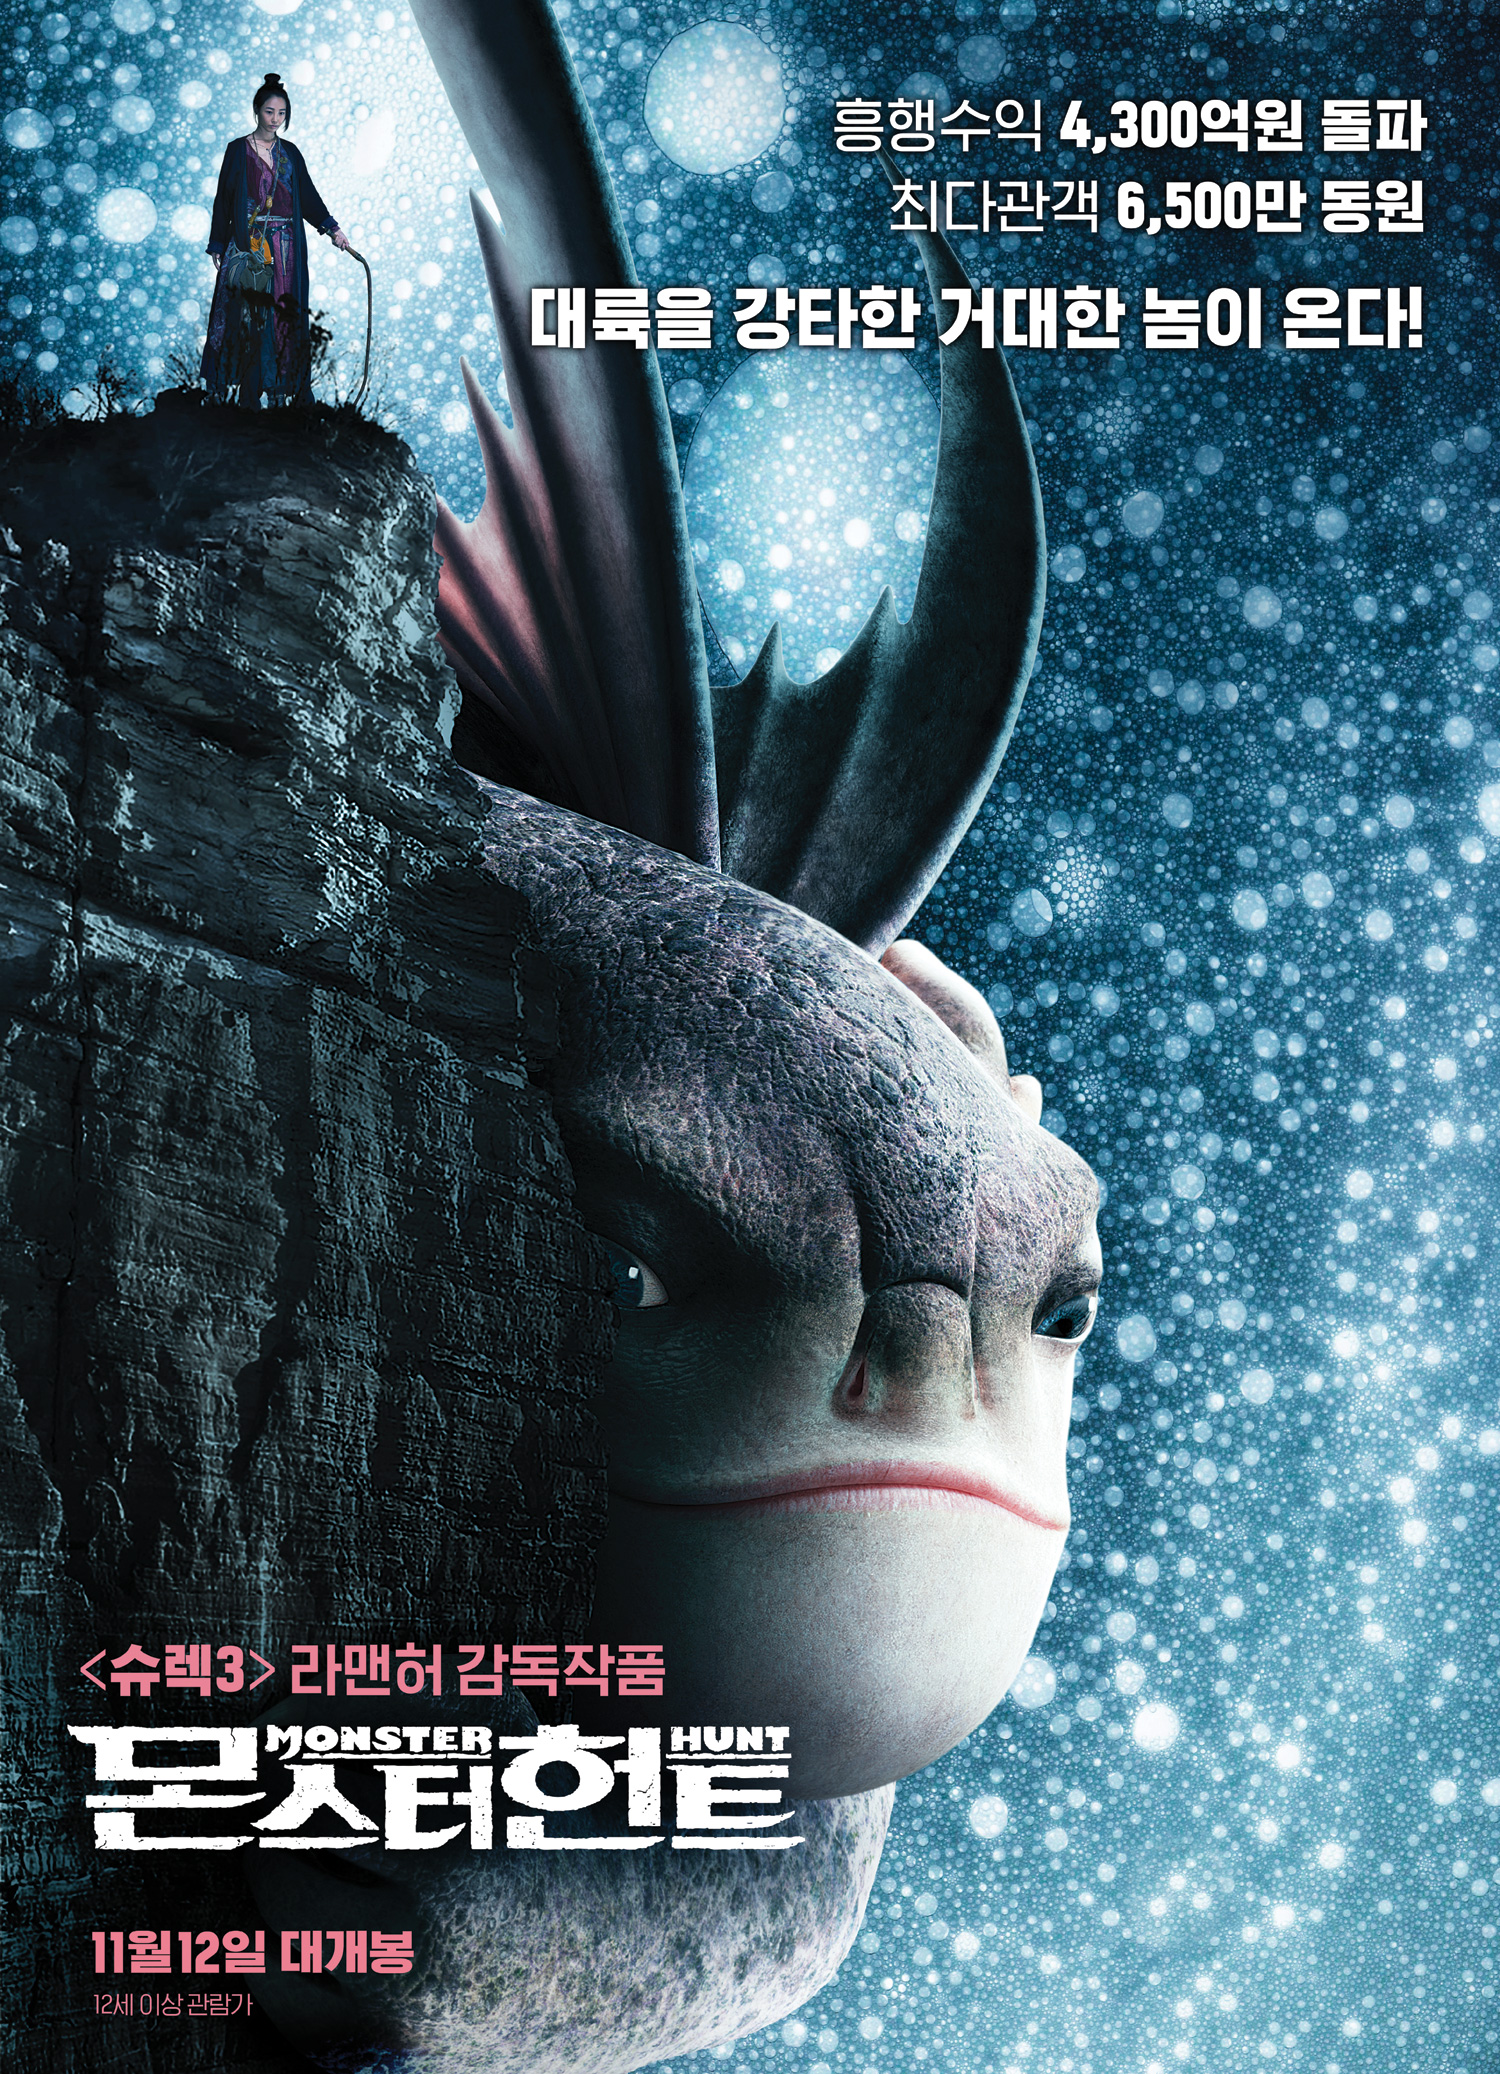 흥행수익 4,300억원 돌파
최다관객 6,500만 동원
대륙을 강타한 거대한 놈이 온다!
<슈렉3> 라맨허 감독작품
MONSTER HUNT
몬스터헌트
11월12일 대개봉
12세 이상 관람가